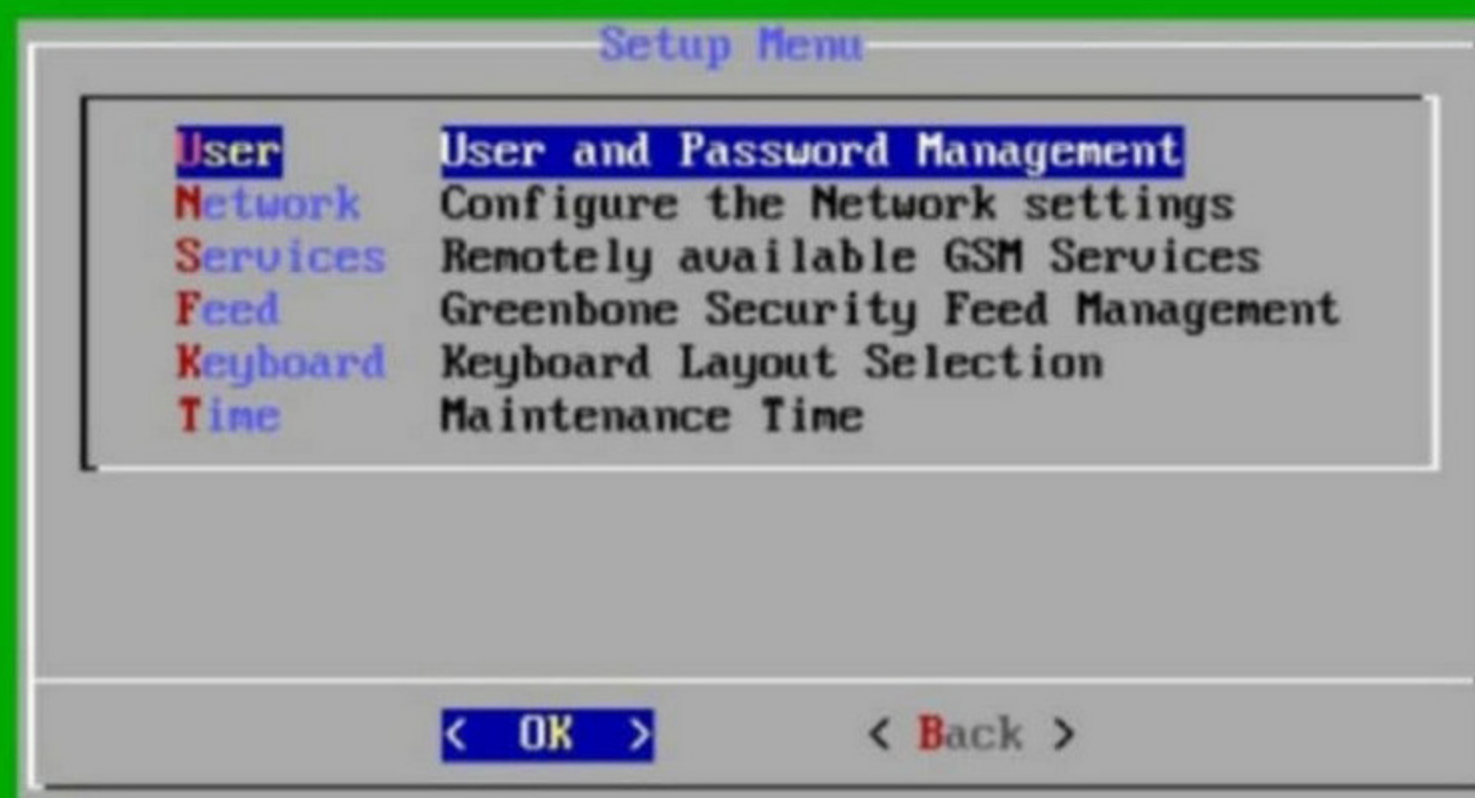 Setup Menu
User User and Password Management
Network Configure the Network settings
Services Remotely available GSM Services
Feed Greenbone Security Feed Management
Keyboard Keyboard Layout Selection
Time Maintenance Time
< OK > < Back >